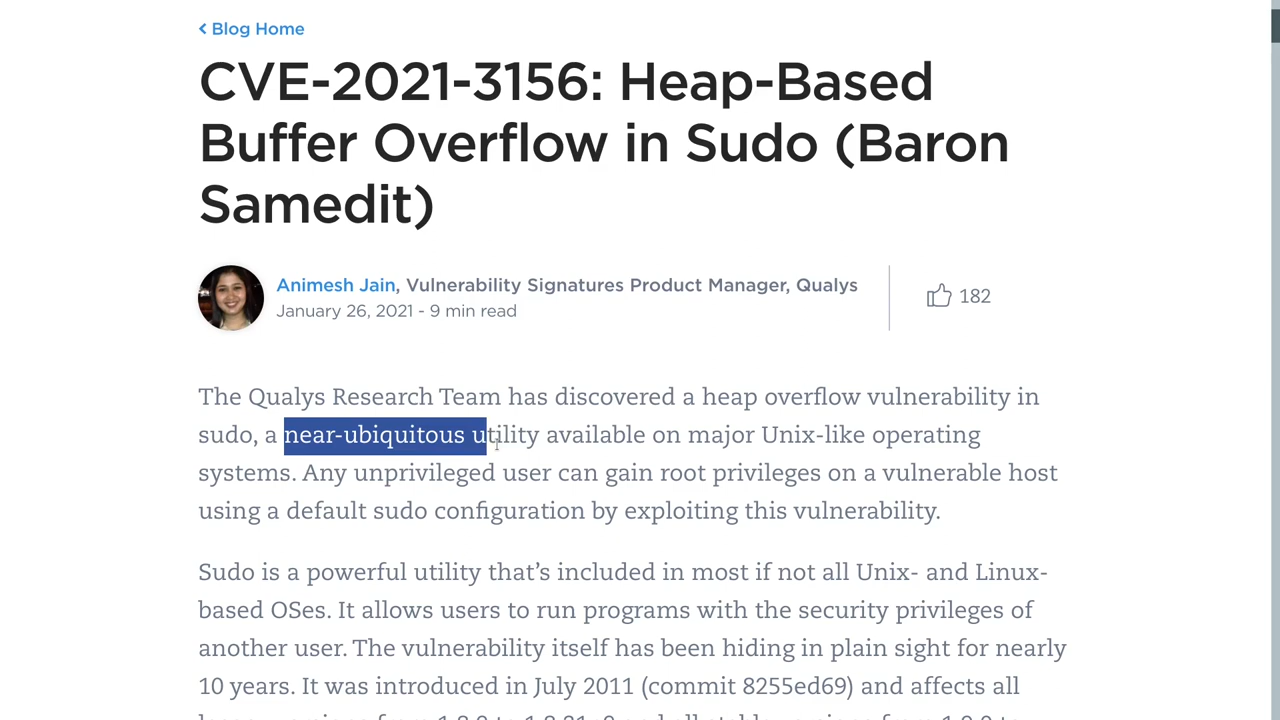 Blog Home
CVE-2021-3156: Heap-Based
Buffer Overflow in Sudo (Baron
Samedit)
Animesh Jain, Vulnerability Signatures Product Manager, Qualys
January 26, 2021 - 9 min read
182
The Qualys Research Team has discovered a heap overflow vulnerability in
sudo, a near-ubiquitous utility available on major Unix-like operating
systems. Any unprivileged user can gain root privileges on a vulnerable host
using a default sudo configuration by exploiting this vulnerability.
Sudo is a powerful utility that’s included in most if not all Unix- and Linux-
based OSes. It allows users to run programs with the security privileges of
another user. The vulnerability itself has been hiding in plain sight for nearly
10 years. It was introduced in July 2011 (commit 8255ed69) and affects all